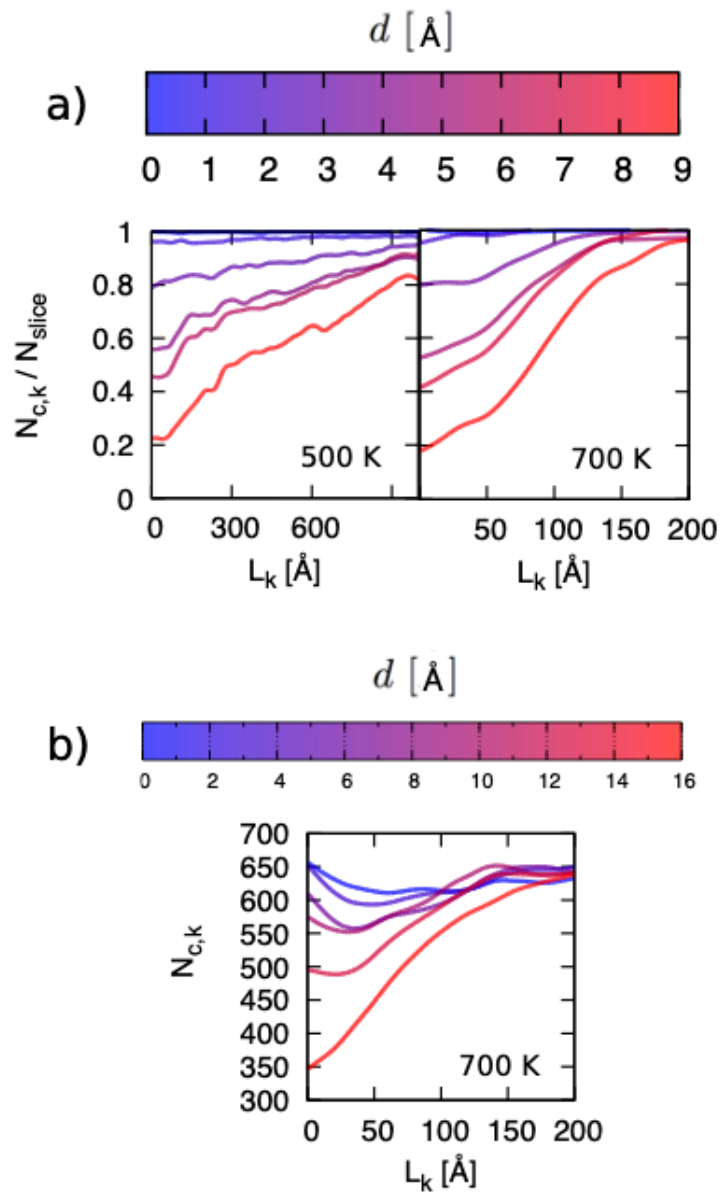 d [Å]
a)
0 1 2 3 4 5 6 7 8 9
N_c,k / N_slice
1
0.8
0.6
0.4
0.2
0
500 K
700 K
0 300 600
50 100 150 200
L_k [Å]
L_k [Å]
d [Å]
b)
0 2 4 6 8 10 12 14 16
N_c,k
700
650
600
550
500
450
400
350
300
700 K
0 50 100 150 200
L_k [Å]